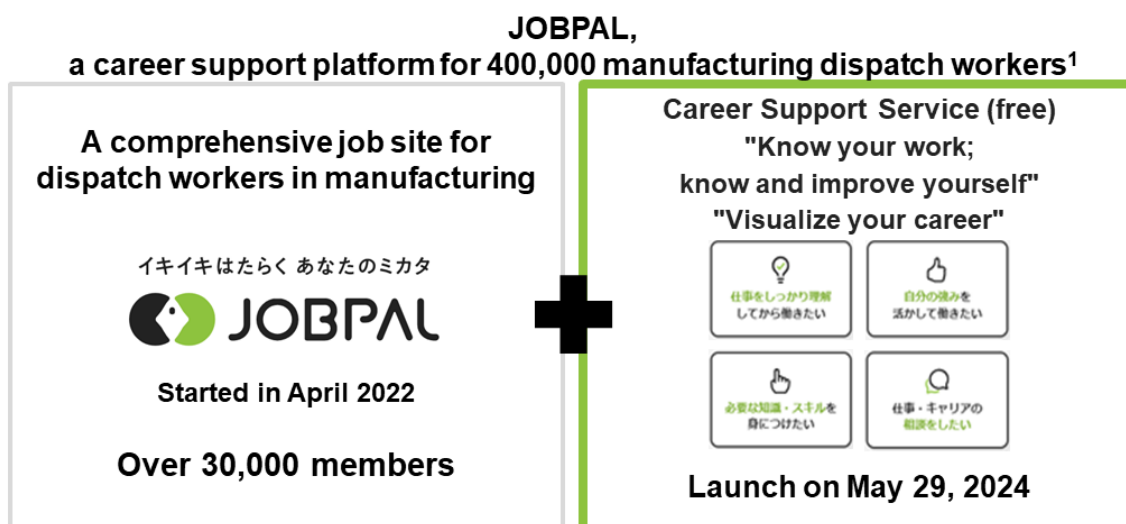 JOBPAL,
a career support platform for 400,000 manufacturing dispatch workers¹
A comprehensive job site for
dispatch workers in manufacturing
イキイキはたらく あなたのミカタ
JOBPAL
Started in April 2022
Over 30,000 members
Career Support Service (free)
"Know your work;
know and improve yourself"
"Visualize your career"
仕事をしっかり理解
してから働きたい
自分の強みを
活かして働きたい
必要な知識・スキルを
身につけたい
仕事・キャリアの
相談をしたい
Launch on May 29, 2024